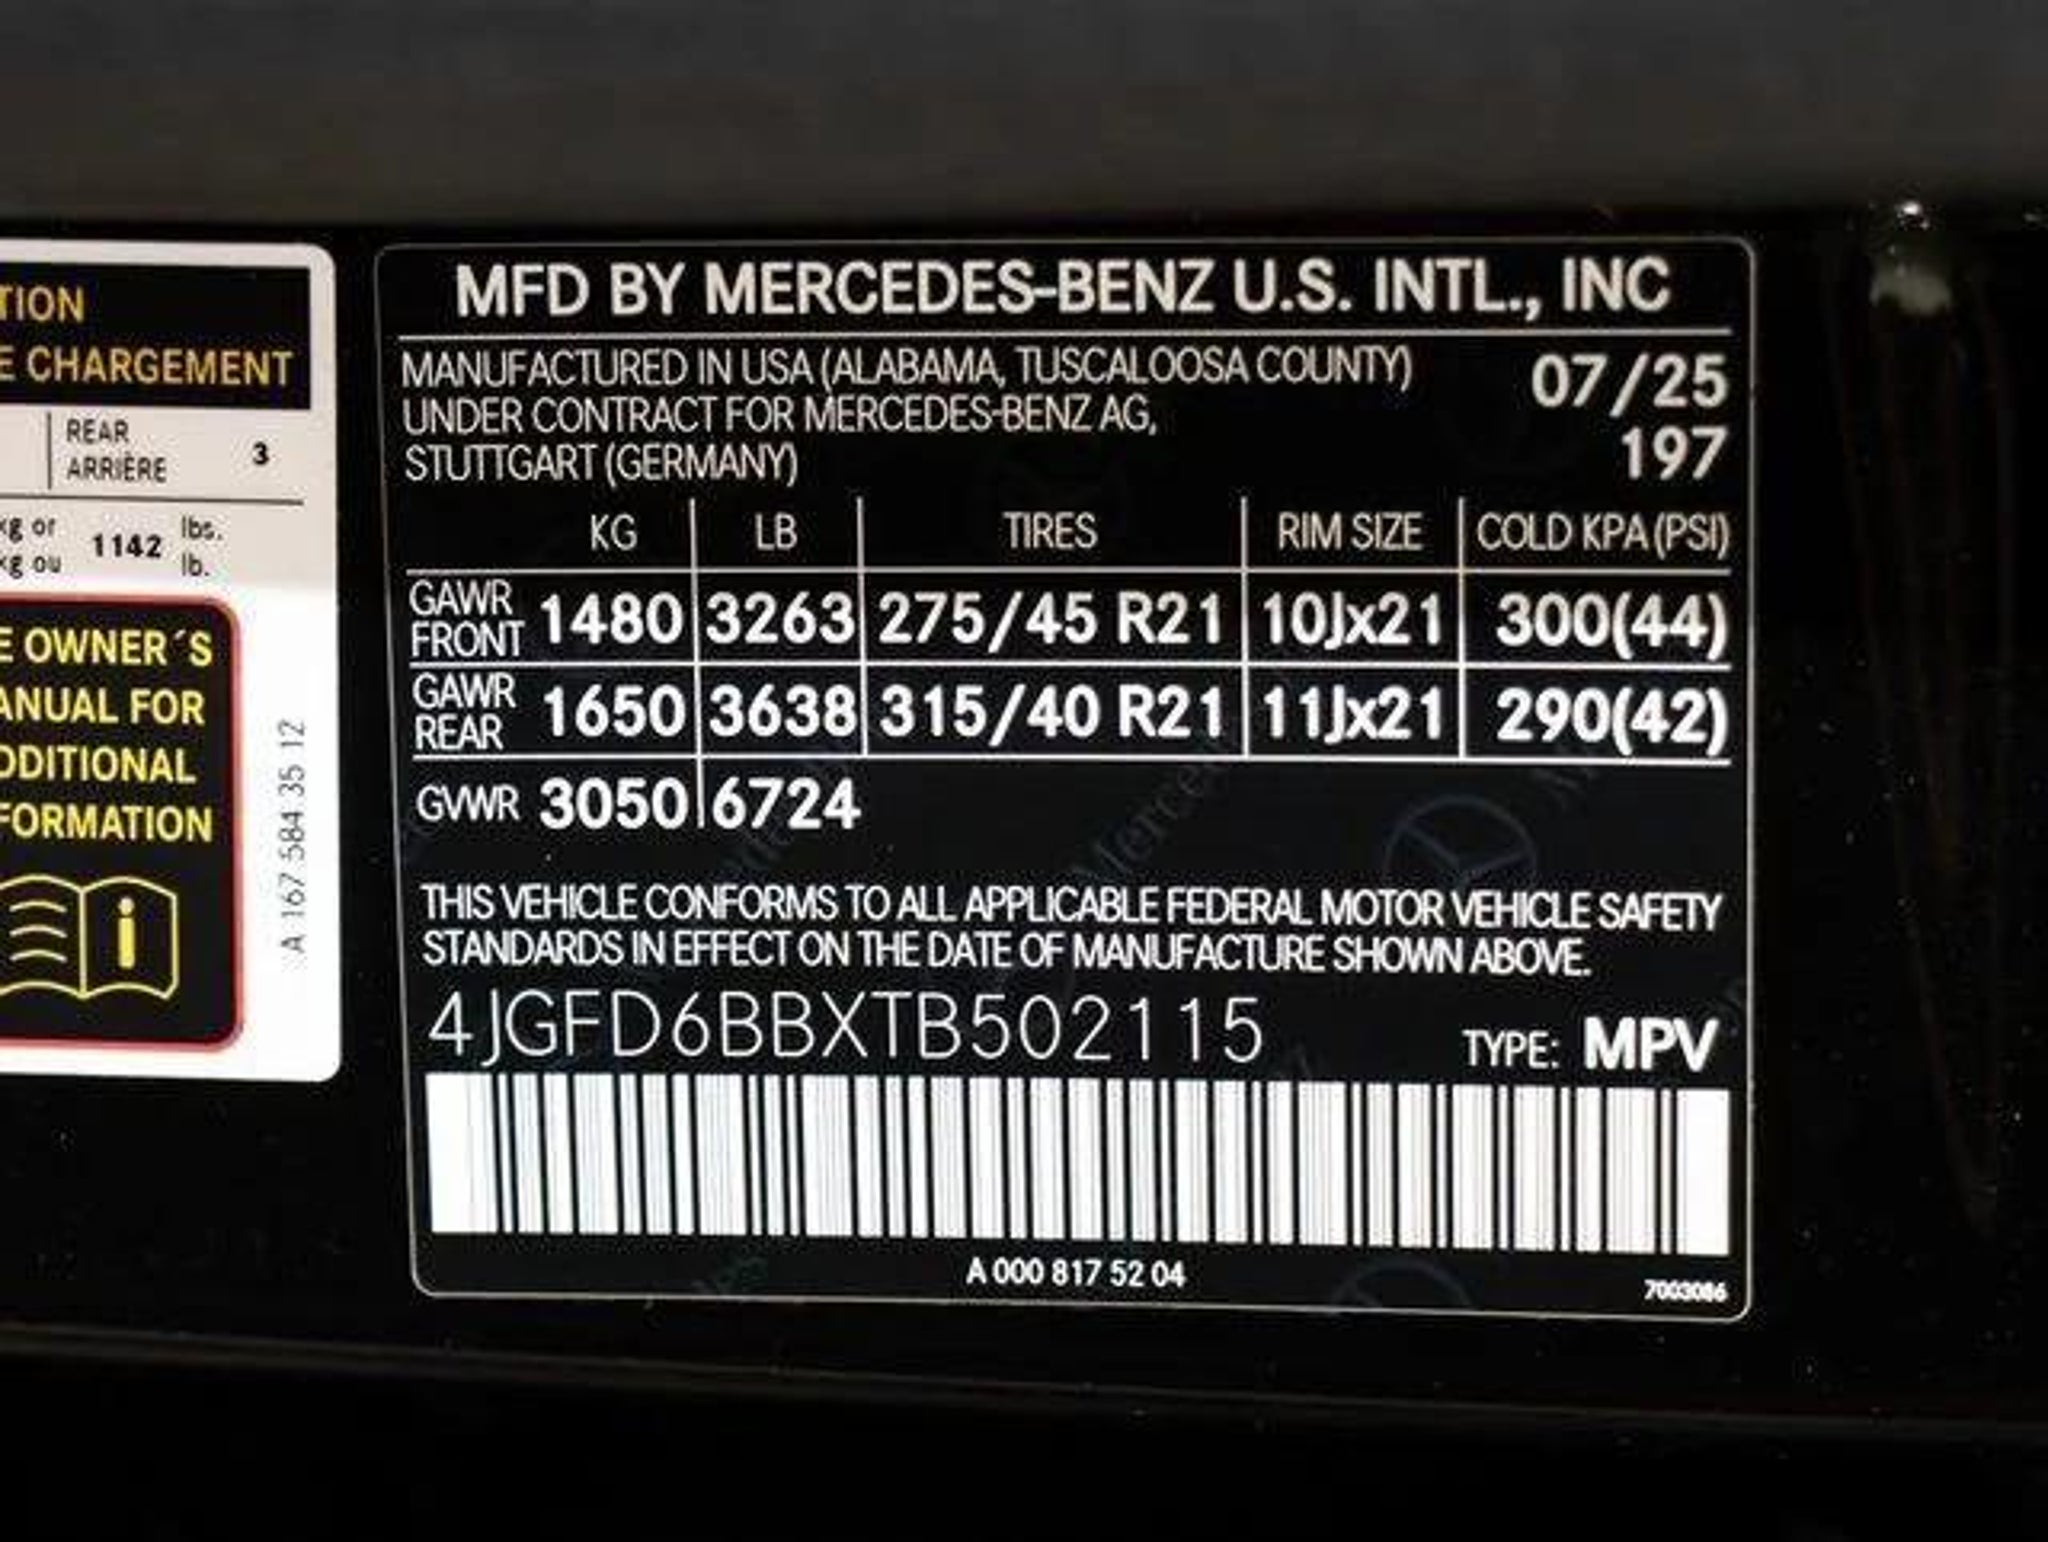 TION
E CHARGEMENT
REAR
ARRIÈRE 3
kg or 1142 lbs.
kg ou lb.
E OWNER´S
ANUAL FOR
DDITIONAL
FORMATION
A 167 584 35 12
MFD BY MERCEDES-BENZ U.S. INTL., INC
MANUFACTURED IN USA (ALABAMA, TUSCALOOSA COUNTY) 07/25
UNDER CONTRACT FOR MERCEDES-BENZ AG, 197
STUTTGART (GERMANY)
KG LB TIRES RIM SIZE COLD KPA (PSI)
GAWR FRONT 1480 3263 275/45 R21 10Jx21 300(44)
GAWR REAR 1650 3638 315/40 R21 11Jx21 290(42)
GVWR 3050 6724
THIS VEHICLE CONFORMS TO ALL APPLICABLE FEDERAL MOTOR VEHICLE SAFETY
STANDARDS IN EFFECT ON THE DATE OF MANUFACTURE SHOWN ABOVE.
4JGFD6BBXTB502115 TYPE: MPV
A 000 817 52 04
7003086